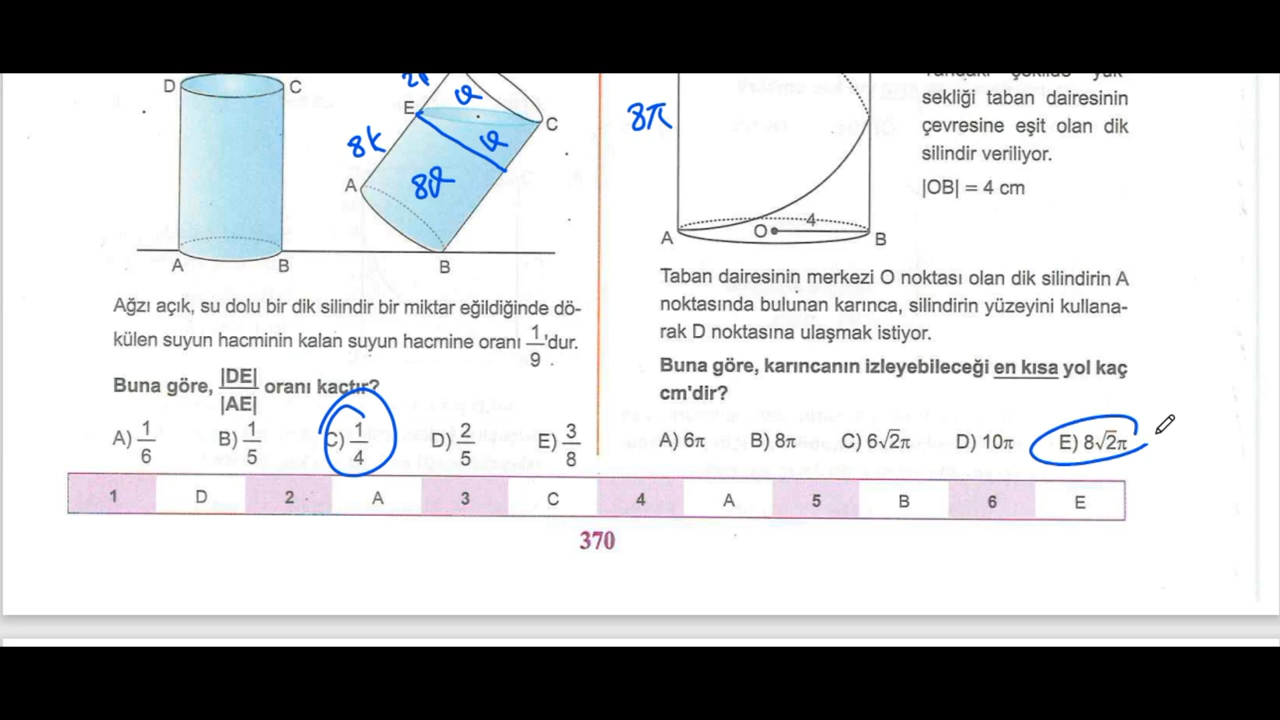 D
C
E
C
8k
A
8V
V
V
A
B
B
Ağzı açık, su dolu bir dik silindir bir miktar eğildiğinde dö-
külen suyun hacminin kalan suyun hacmine oranı 1/9'dur.
Buna göre, |DE|/|AE| oranı kaçtır?
A) 1/6 B) 1/5 C) 1/4 D) 2/5 E) 3/8
8π
sekliği taban dairesinin
çevresine eşit olan dik
silindir veriliyor.
|OB| = 4 cm
4
A
O
B
Taban dairesinin merkezi O noktası olan dik silindirin A
noktasında bulunan karınca, silindirin yüzeyini kullana-
rak D noktasına ulaşmak istiyor.
Buna göre, karıncanın izleyebileceği en kısa yol kaç
cm'dir?
A) 6π B) 8π C) 6√2π D) 10π E) 8√2π
1 D 2 A 3 C 4 A 5 B 6 E
370